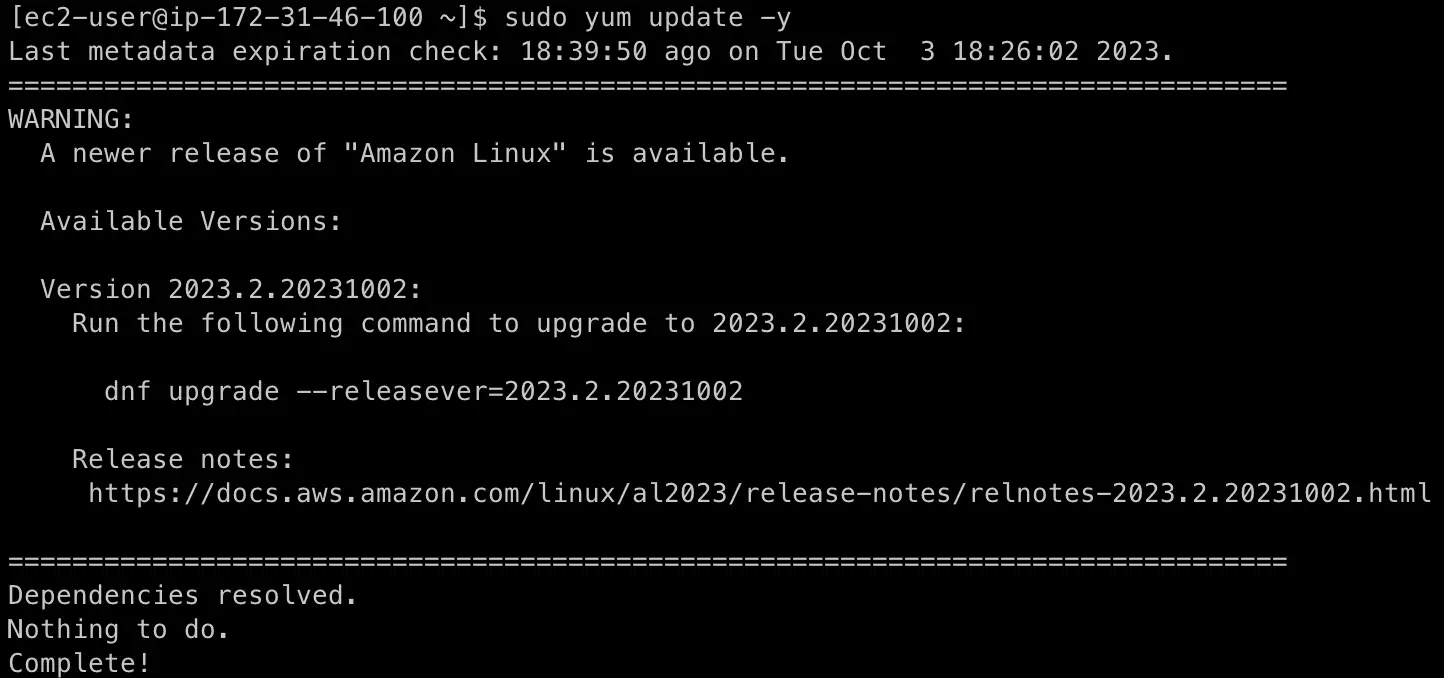 [ec2-user@ip-172-31-46-100 ~]$ sudo yum update -y
Last metadata expiration check: 18:39:50 ago on Tue Oct  3 18:26:02 2023.
================================================================================
WARNING:
  A newer release of "Amazon Linux" is available.

  Available Versions:

  Version 2023.2.20231002:
    Run the following command to upgrade to 2023.2.20231002:

      dnf upgrade --releasever=2023.2.20231002

    Release notes:
     https://docs.aws.amazon.com/linux/al2023/release-notes/relnotes-2023.2.20231002.html

================================================================================
Dependencies resolved.
Nothing to do.
Complete!